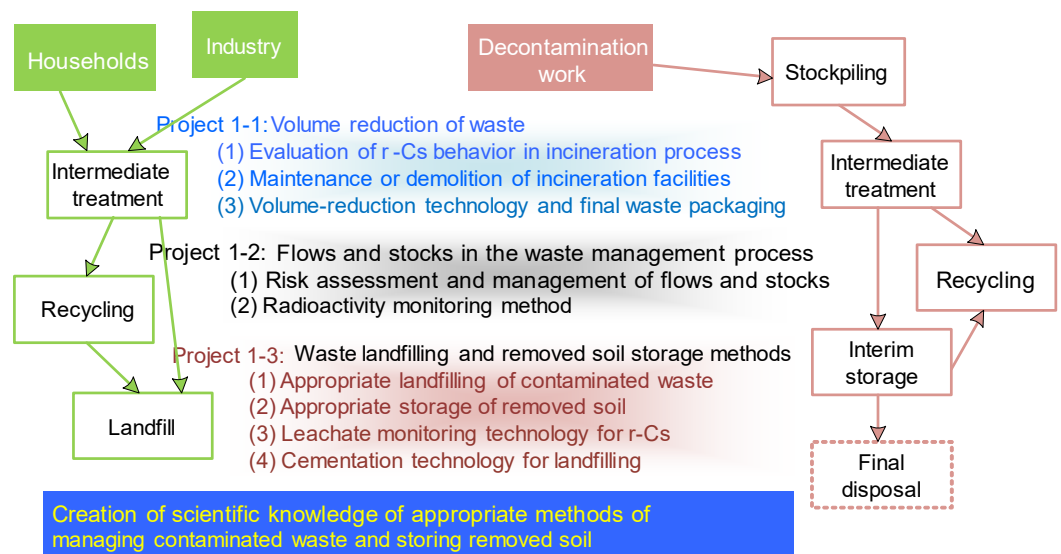 Households
Industry
Decontamination
work
Stockpiling
Project 1-1: Volume reduction of waste
(1) Evaluation of r-Cs behavior in incineration process
(2) Maintenance or demolition of incineration facilities
(3) Volume-reduction technology and final waste packaging
Intermediate
treatment
Intermediate
treatment
Project 1-2: Flows and stocks in the waste management process
(1) Risk assessment and management of flows and stocks
(2) Radioactivity monitoring method
Recycling
Recycling
Project 1-3: Waste landfilling and removed soil storage methods
(1) Appropriate landfilling of contaminated waste
(2) Appropriate storage of removed soil
(3) Leachate monitoring technology for r-Cs
(4) Cementation technology for landfilling
Interim
storage
Landfill
Final
disposal
Creation of scientific knowledge of appropriate methods of
managing contaminated waste and storing removed soil